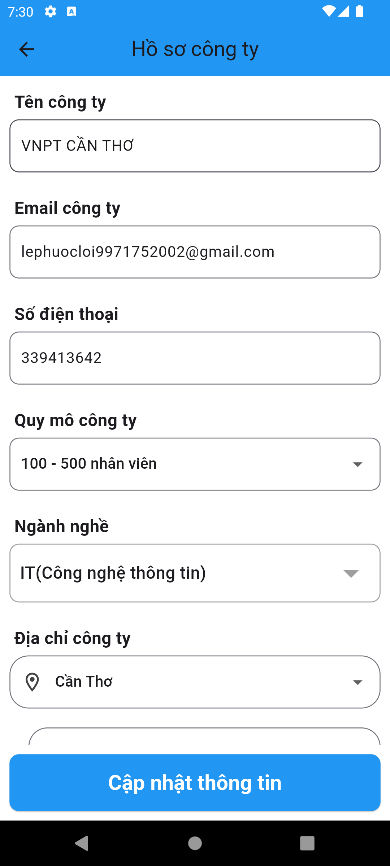 7:30
Hồ sơ công ty
Tên công ty
VNPT CẦN THƠ
Email công ty
lephuocloi9971752002@gmail.com
Số điện thoại
339413642
Quy mô công ty
100 - 500 nhân viên
Ngành nghề
IT(Công nghệ thông tin)
Địa chỉ công ty
Cần Thơ
Cập nhật thông tin